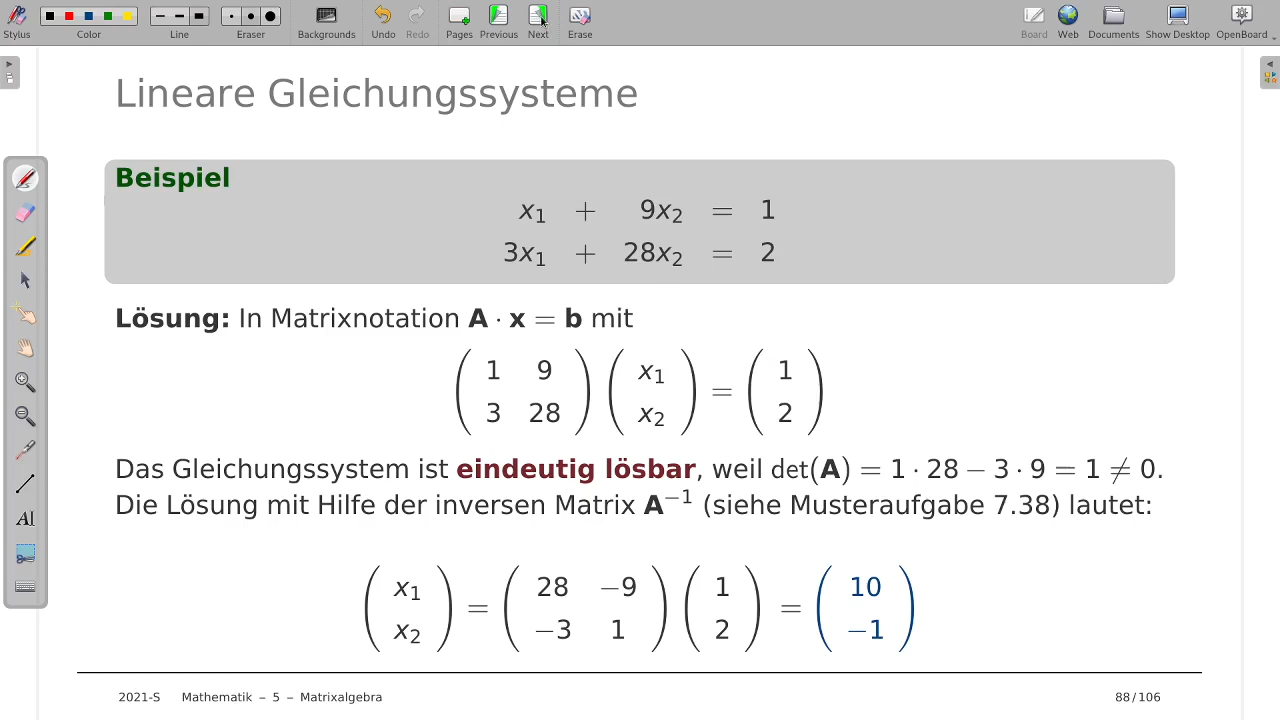 Stylus Color Line Eraser Backgrounds Undo Redo Pages Previous Next Erase Board Web Documents Show Desktop OpenBoard
Lineare Gleichungssysteme
Beispiel
x₁ + 9x₂ = 1
3x₁ + 28x₂ = 2
Lösung: In Matrixnotation A · x = b mit
( 1 9 ) ( x₁ ) = ( 1 )
( 3 28 ) ( x₂ ) ( 2 )
Das Gleichungssystem ist eindeutig lösbar, weil det(A) = 1 · 28 − 3 · 9 = 1 ≠ 0.
Die Lösung mit Hilfe der inversen Matrix A⁻¹ (siehe Musteraufgabe 7.38) lautet:
( x₁ ) = ( 28 −9 ) ( 1 ) = ( 10 )
( x₂ ) ( −3 1 ) ( 2 ) ( −1 )
2021-S Mathematik – 5 – Matrixalgebra 88/106